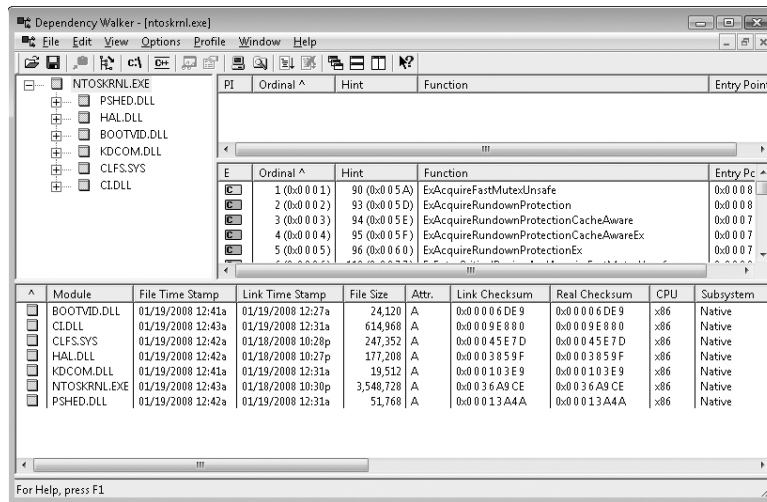 Dependency Walker - [ntoskrnl.exe]
File Edit View Options Profile Window Help
c:\ C++
NTOSKRNL.EXE
PSHED.DLL
HAL.DLL
BOOTVID.DLL
KDCOM.DLL
CLFS.SYS
CI.DLL
PI Ordinal ^ Hint Function Entry Point
E Ordinal ^ Hint Function Entry Pc
C 1 (0x0001) 90 (0x005A) ExAcquireFastMutexUnsafe 0x0008
C 2 (0x0002) 93 (0x005D) ExAcquireRundownProtection 0x0008
C 3 (0x0003) 94 (0x005E) ExAcquireRundownProtectionCacheAware 0x0007
C 4 (0x0004) 95 (0x005F) ExAcquireRundownProtectionCacheAwareEx 0x0007
C 5 (0x0005) 96 (0x0060) ExAcquireRundownProtectionEx 0x0007
^ Module File Time Stamp Link Time Stamp File Size Attr. Link Checksum Real Checksum CPU Subsystem
BOOTVID.DLL 01/19/2008 12:41a 01/19/2008 12:27a 24,120 A 0x00006DE9 0x00006DE9 x86 Native
CI.DLL 01/19/2008 12:43a 01/19/2008 12:31a 614,968 A 0x0009E880 0x0009E880 x86 Native
CLFS.SYS 01/19/2008 12:42a 01/18/2008 10:28p 247,352 A 0x00045E7D 0x00045E7D x86 Native
HAL.DLL 01/19/2008 12:42a 01/18/2008 10:27p 177,208 A 0x0003859F 0x0003859F x86 Native
KDCOM.DLL 01/19/2008 12:41a 01/19/2008 12:31a 19,512 A 0x000103E9 0x000103E9 x86 Native
NTOSKRNL.EXE 01/19/2008 12:43a 01/18/2008 10:30p 3,548,728 A 0x0036A9CE 0x0036A9CE x86 Native
PSHED.DLL 01/19/2008 12:42a 01/19/2008 12:31a 51,768 A 0x00013A4A 0x00013A4A x86 Native
For Help, press F1